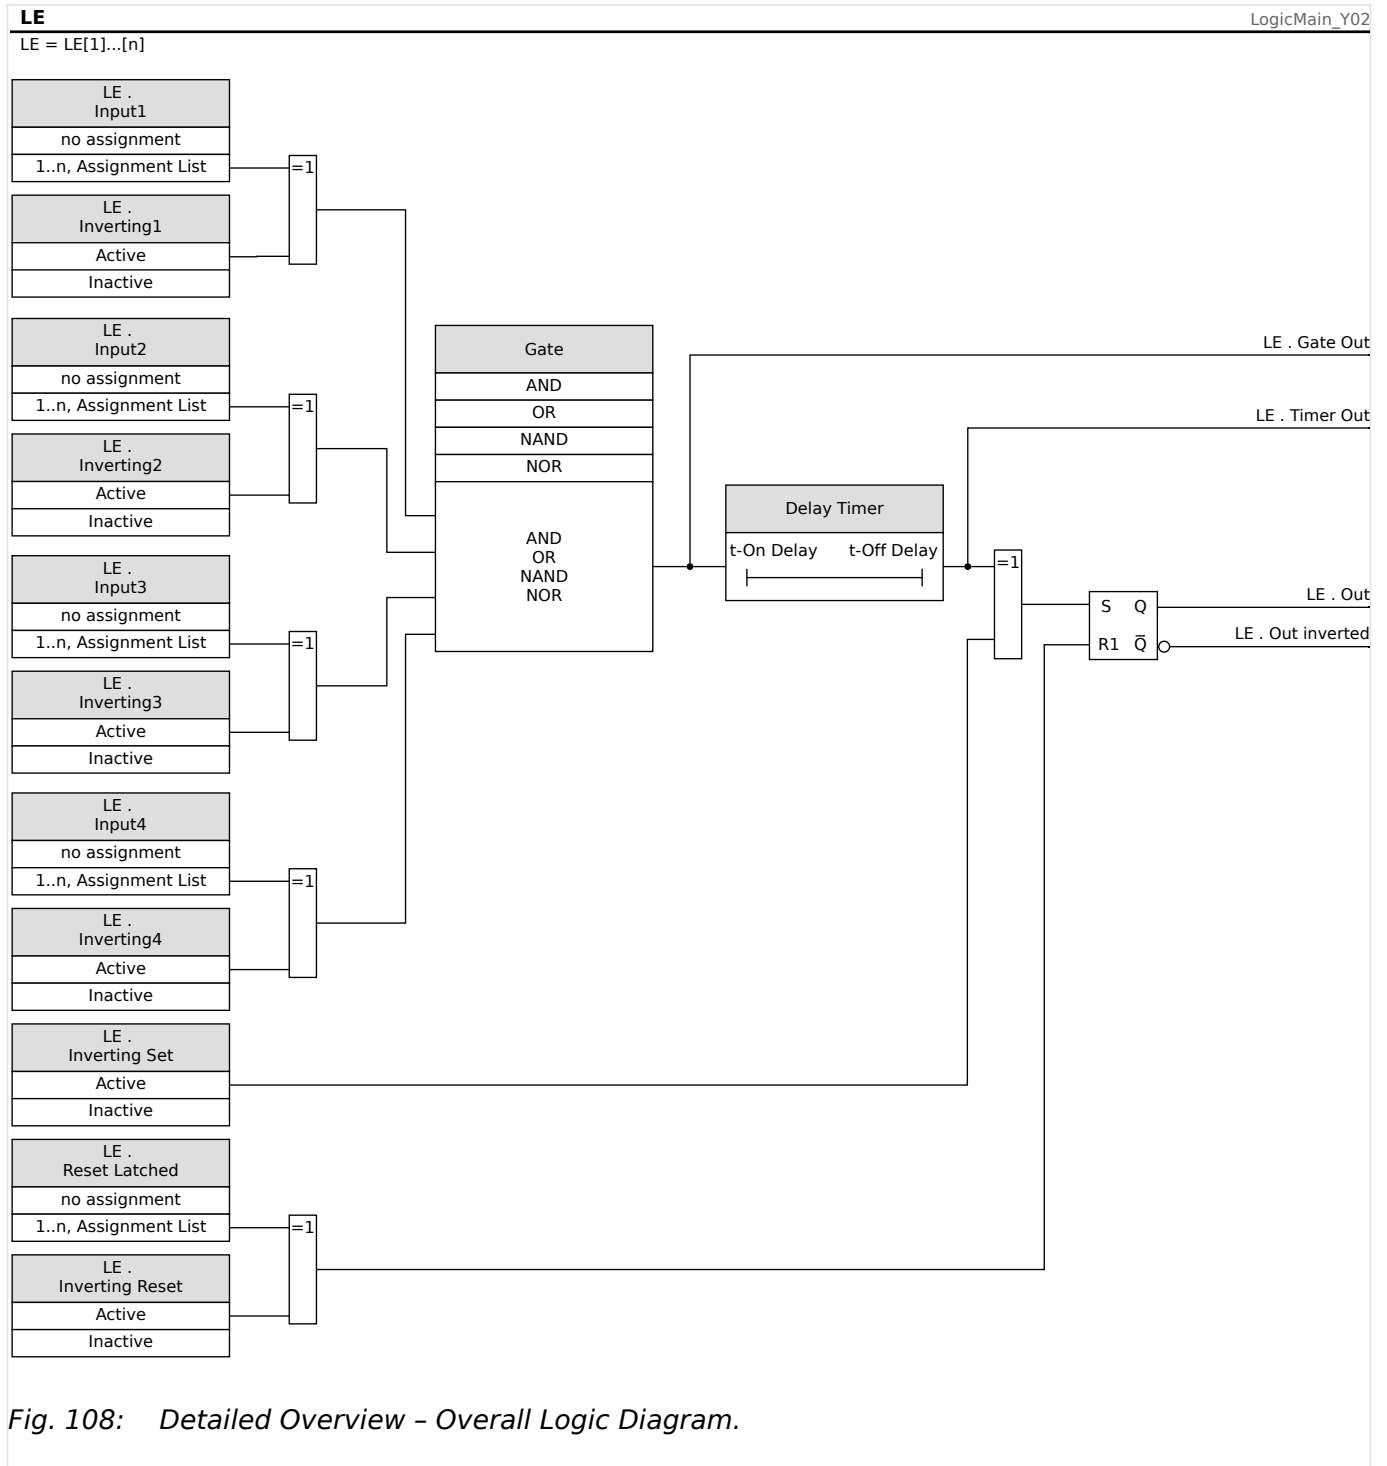 LE
LogicMain_Y02
LE = LE[1]...[n]
LE .
Input1
no assignment
1..n, Assignment List
=1
LE .
Inverting1
Active
Inactive
LE .
Input2
no assignment
1..n, Assignment List
=1
LE .
Inverting2
Active
Inactive
LE .
Input3
no assignment
1..n, Assignment List
=1
LE .
Inverting3
Active
Inactive
LE .
Input4
no assignment
1..n, Assignment List
=1
LE .
Inverting4
Active
Inactive
LE .
Inverting Set
Active
Inactive
LE .
Reset Latched
no assignment
1..n, Assignment List
=1
LE .
Inverting Reset
Active
Inactive
Gate
AND
OR
NAND
NOR
AND
OR
NAND
NOR
Delay Timer
t-On Delay t-Off Delay
=1
S Q
R1 Q̅
LE . Gate Out
LE . Timer Out
LE . Out
LE . Out inverted
Fig. 108: Detailed Overview – Overall Logic Diagram.